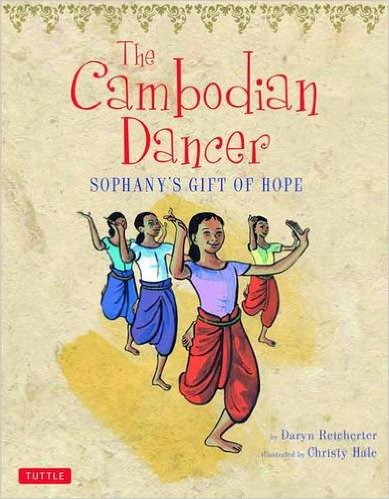 The
Cambodian
Dancer
SOPHANY'S GIFT OF HOPE
by Daryn Reicherter
illustrated by Christy Hale
TUTTLE